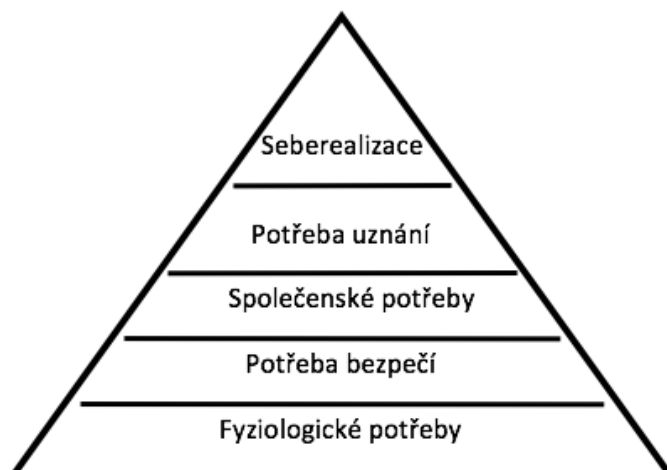 Seberealizace
Potřeba uznání
Společenské potřeby
Potřeba bezpečí
Fyziologické potřeby